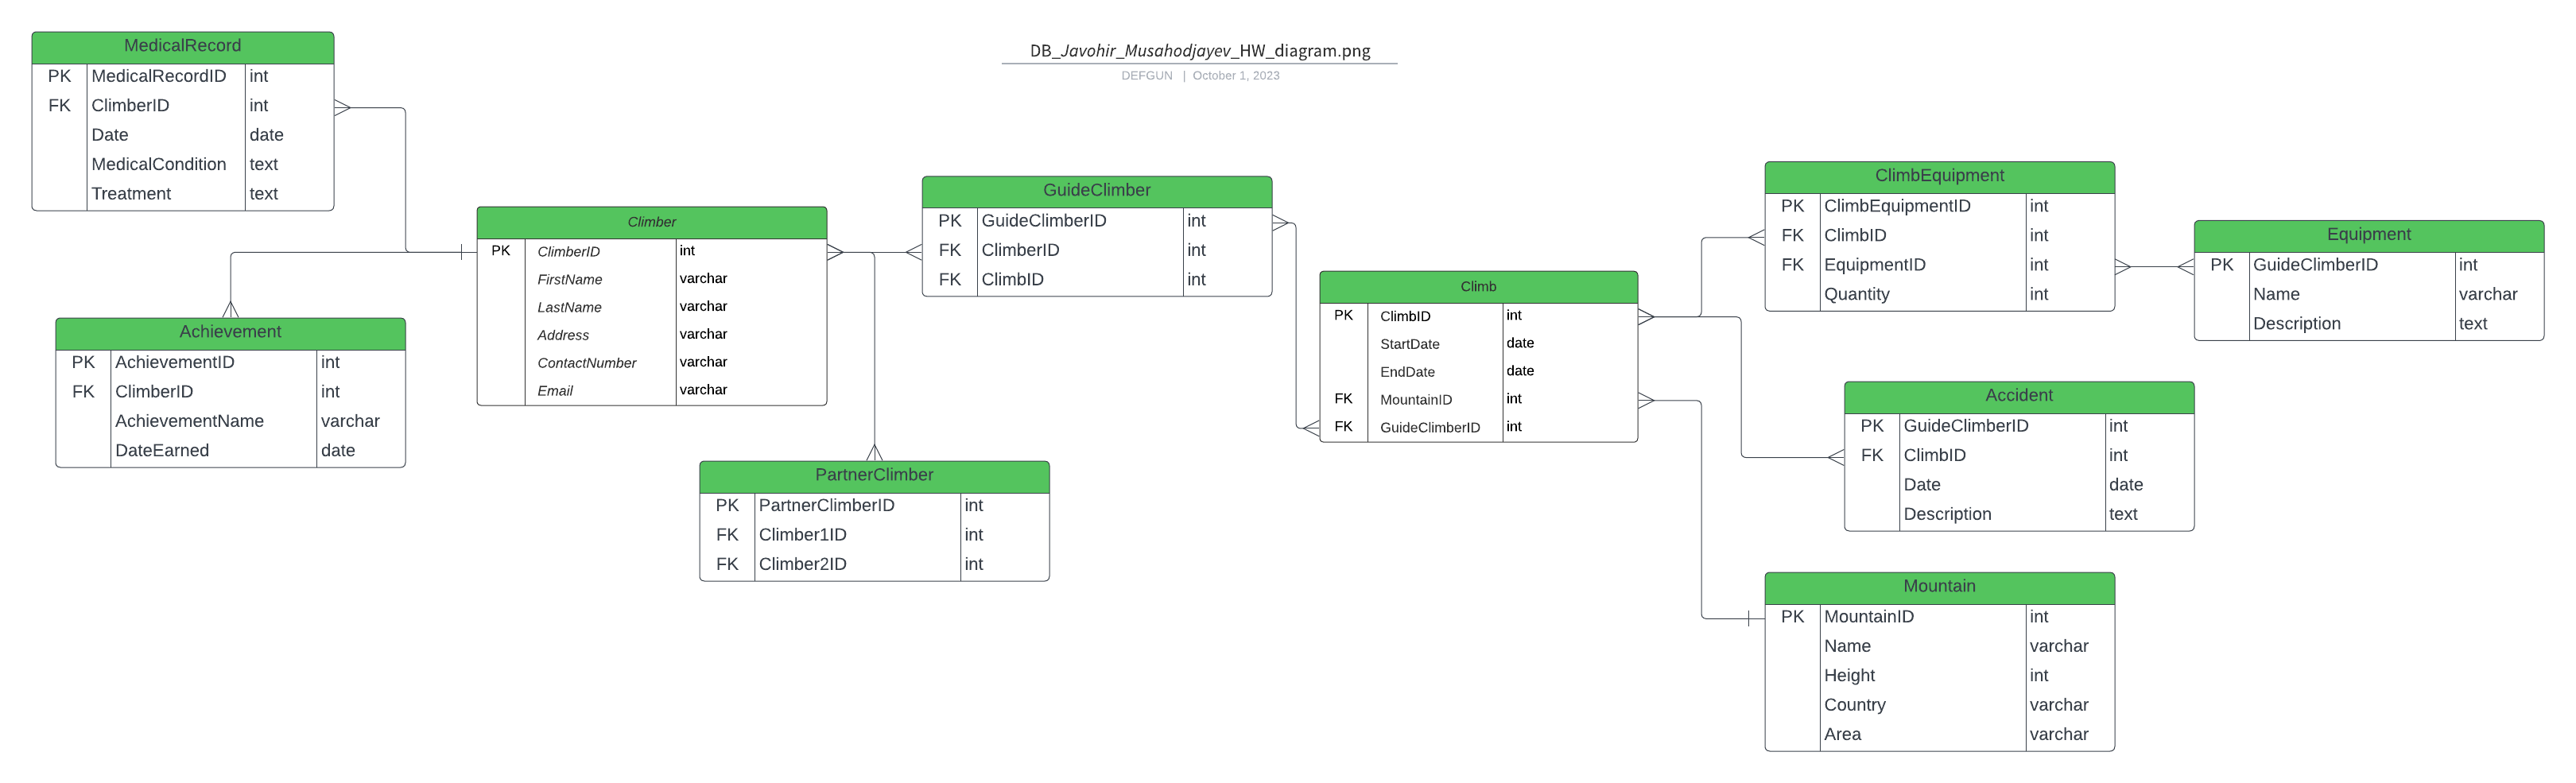 DB_Javohir_Musahodjayev_HW_diagram.png
DEFGUN | October 1, 2023
MedicalRecord
PK MedicalRecordID int
FK ClimberID int
Date date
MedicalCondition text
Treatment text
Achievement
PK AchievementID int
FK ClimberID int
AchievementName varchar
DateEarned date
Climber
PK ClimberID int
FirstName varchar
LastName varchar
Address varchar
ContactNumber varchar
Email varchar
PartnerClimber
PK PartnerClimberID int
FK Climber1ID int
FK Climber2ID int
GuideClimber
PK GuideClimberID int
FK ClimberID int
FK ClimbID int
Climb
PK ClimbID int
StartDate date
EndDate date
FK MountainID int
FK GuideClimberID int
ClimbEquipment
PK ClimbEquipmentID int
FK ClimbID int
FK EquipmentID int
Quantity int
Equipment
PK GuideClimberID int
Name varchar
Description text
Accident
PK GuideClimberID int
FK ClimbID int
Date date
Description text
Mountain
PK MountainID int
Name varchar
Height int
Country varchar
Area varchar